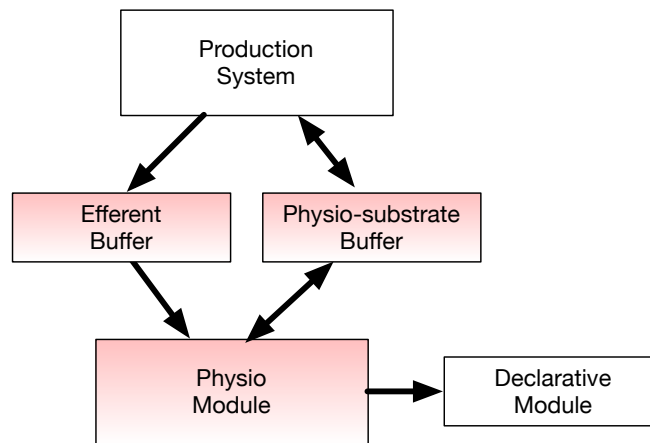 Production
System
Efferent
Buffer
Physio-substrate
Buffer
Physio
Module
Declarative
Module